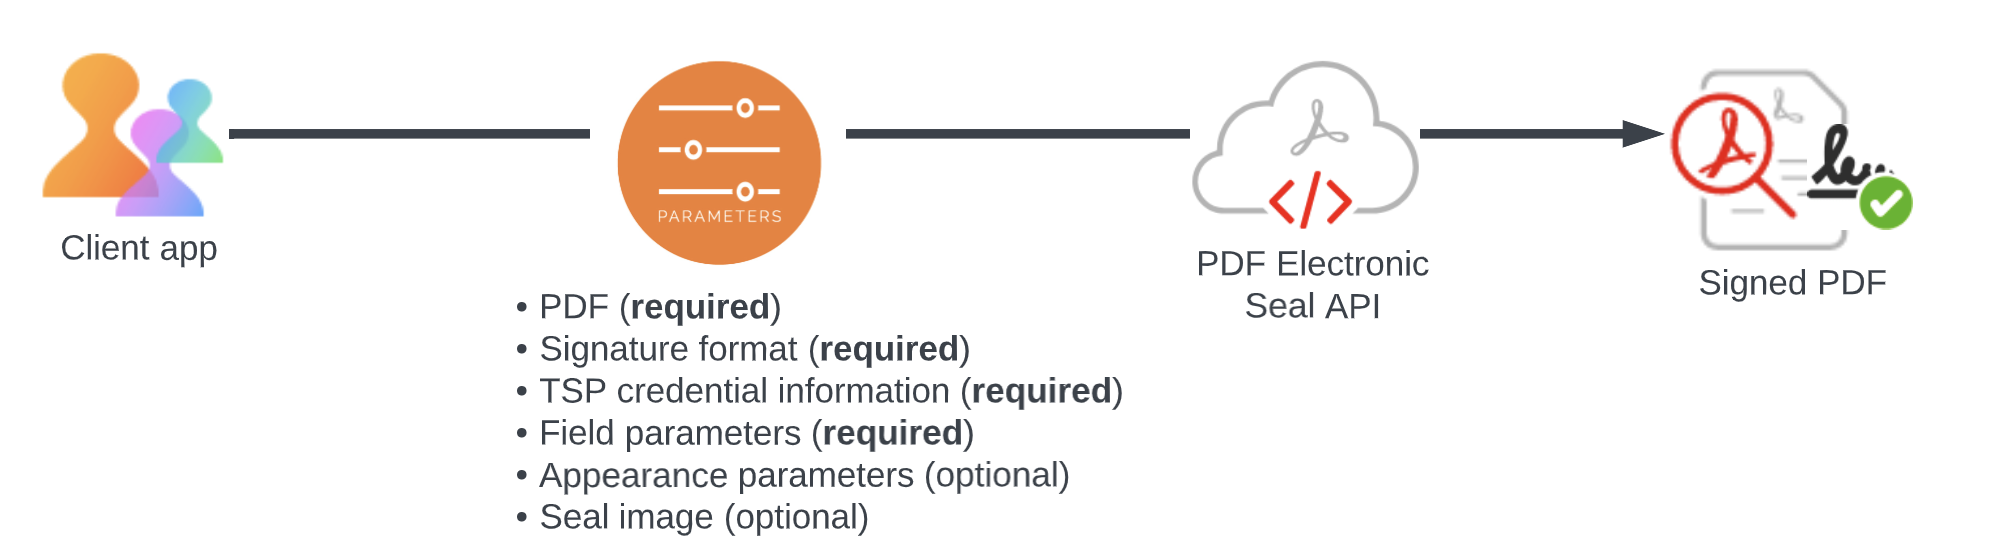 PARAMETERS
Client app
• PDF (required)
• Signature format (required)
• TSP credential information (required)
• Field parameters (required)
• Appearance parameters (optional)
• Seal image (optional)
PDF Electronic
Seal API
Signed PDF